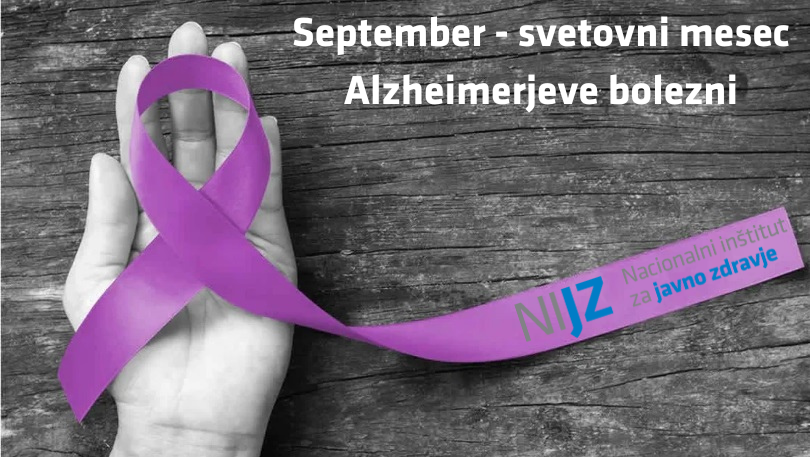 September - svetovni mesec
Alzheimerjeve bolezni
NIJZ
Nacionalni inštitut
za javno zdravje